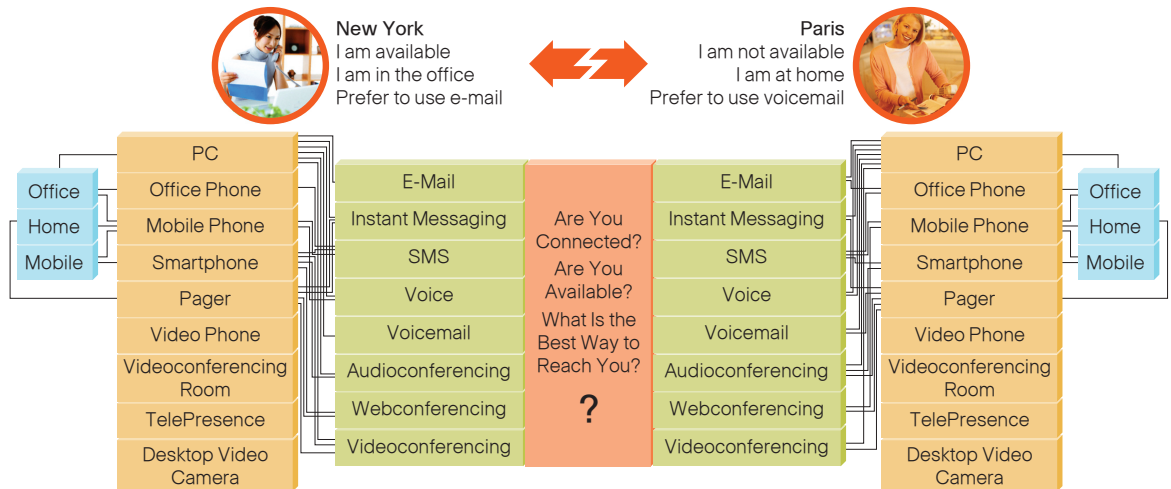 New York
I am available
I am in the office
Prefer to use e-mail
Paris
I am not available
I am at home
Prefer to use voicemail
Office
Home
Mobile
PC
Office Phone
Mobile Phone
Smartphone
Pager
Video Phone
Videoconferencing
Room
TelePresence
Desktop Video
Camera
E-Mail
Instant Messaging
SMS
Voice
Voicemail
Audioconferencing
Webconferencing
Videoconferencing
Are You
Connected?
Are You
Available?
What Is the
Best Way to
Reach You?
?
E-Mail
Instant Messaging
SMS
Voice
Voicemail
Audioconferencing
Webconferencing
Videoconferencing
PC
Office Phone
Mobile Phone
Smartphone
Pager
Video Phone
Videoconferencing
Room
TelePresence
Desktop Video
Camera
Office
Home
Mobile